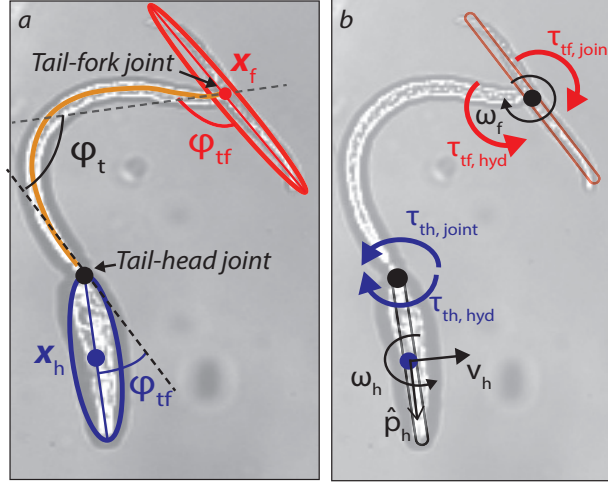 a
Tail-fork joint
x_f
φ_t
φ_tf
Tail-head joint
x_h
φ_tf
b
τ_tf, join
ω_f
τ_tf, hyd
τ_th, joint
τ_th, hyd
ω_h
v_h
p̂_h